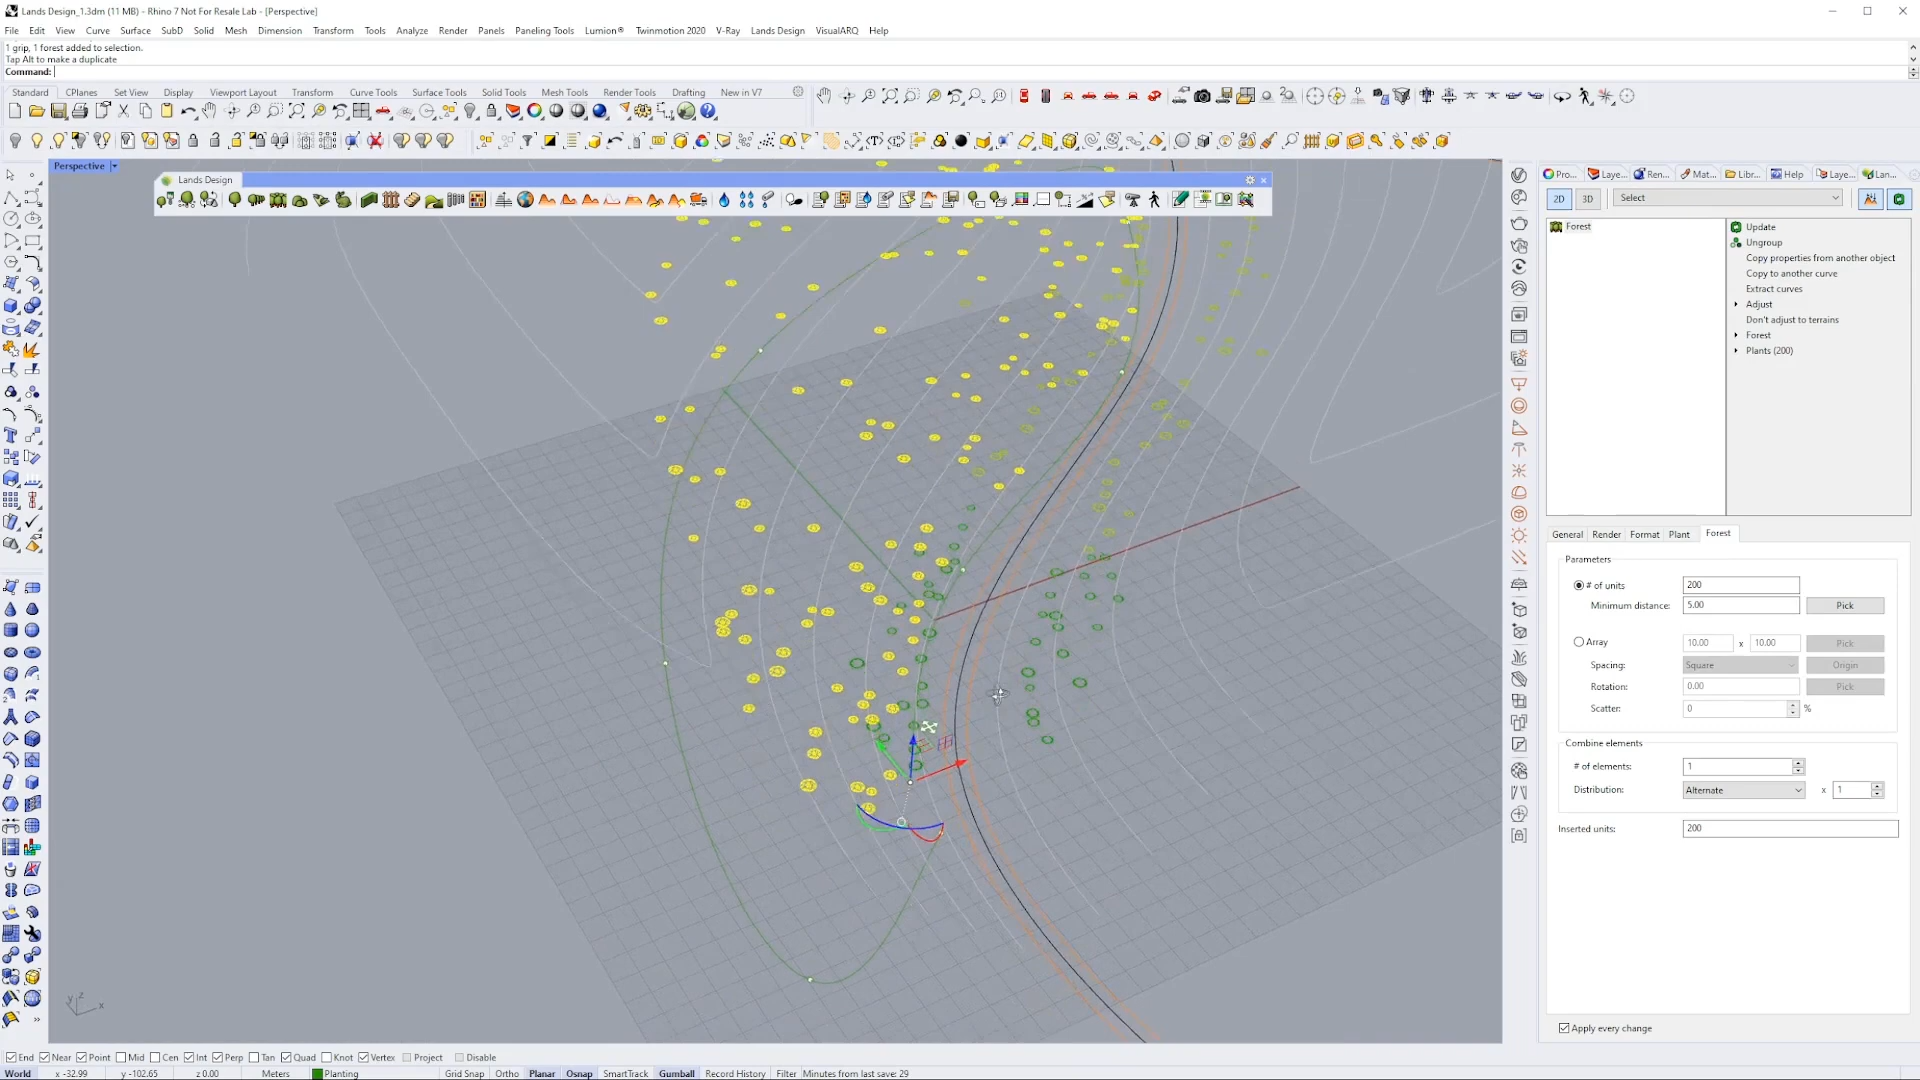 Lands Design_1.3dm (11 MB) - Rhino 7 Not For Resale Lab - [Perspective]
File Edit View Curve Surface SubD Solid Mesh Dimension Transform Tools Analyze Render Panels Paneling Tools Lumion® Twinmotion 2020 V-Ray Lands Design VisualARQ Help
1 grip, 1 forest added to selection.
Tap Alt to make a duplicate
Command:
Standard CPlanes Set View Display Viewport Layout Transform Curve Tools Surface Tools Solid Tools Mesh Tools Render Tools Drafting New in V7
Perspective
Lands Design
Pro... Laye... Ren... Mat... Libr... Help Laye... Lan...
2D 3D Select
Forest
Update
Ungroup
Copy properties from another object
Copy to another curve
Extract curves
Adjust
Don't adjust to terrains
Forest
Plants (200)
General Render Format Plant Forest
Parameters
# of units 200
Minimum distance: 5.00 Pick
Array 10.00 x 10.00 Pick
Spacing: Square Origin
Rotation: 0.00 Pick
Scatter: 0 %
Combine elements
# of elements: 1
Distribution: Alternate x 1
Inserted units: 200
Apply every change
z y x
End Near Point Mid Cen Int Perp Tan Quad Knot Vertex Project Disable
World x -32.99 y -102.65 z 0.00 Meters Planting Grid Snap Ortho Planar Osnap SmartTrack Gumball Record History Filter Minutes from last save: 29